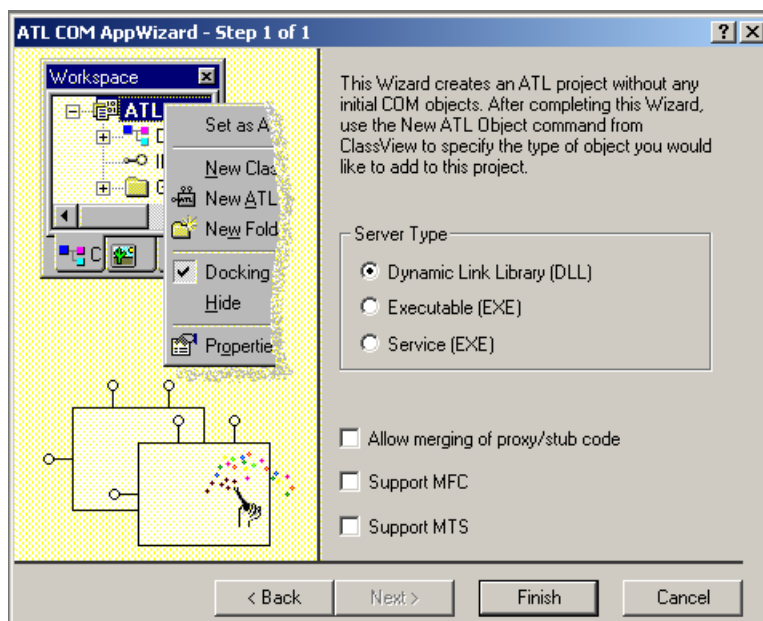 ATL COM AppWizard - Step 1 of 1
Workspace
ATL
Set as A
New Clas
New ATL
New Fold
Docking
Hide
Propertie
C
This Wizard creates an ATL project without any
initial COM objects. After completing this Wizard,
use the New ATL Object command from
ClassView to specify the type of object you would
like to add to this project.
Server Type
Dynamic Link Library (DLL)
Executable (EXE)
Service (EXE)
Allow merging of proxy/stub code
Support MFC
Support MTS
< Back
Next >
Finish
Cancel